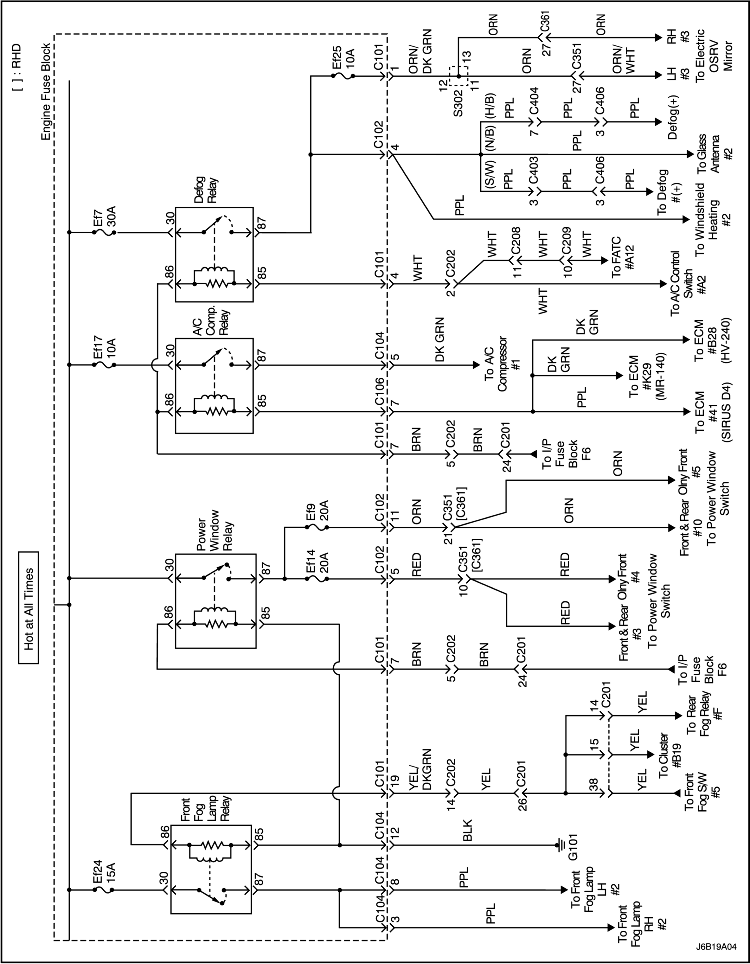 Hot at All Times
[ ] : RHD
Engine Fuse Block
Ef24
15A
Ef17
10A
Ef7
30A
30
86
Front
Fog
Lamp
Relay
87
85
86
30
Power
Window
Relay
85
87
86
30
A/C
Comp.
Relay
85
87
86
30
Defog
Relay
85
87
Ef14
20A
Ef9
20A
Ef25
10A
C104
3
C104
8
C104
12
C101
19
C101
7
C102
5
C102
11
C101
7
C106
7
C104
5
C101
4
C102
4
C101
1
PPL
PPL
BLK
YEL/
DKGRN
14
C202
YEL
26
C201
38
15
14
C201
YEL
YEL
YEL
BRN
5
C202
BRN
24
C201
RED
10
C351
[C361]
RED
RED
ORN
21
C351
[C361]
ORN
ORN
BRN
5
C202
BRN
24
C201
PPL
DK
GRN
DK
GRN
DK GRN
WHT
2
C202
WHT
11
C208
WHT
10
C209
WHT
WHT
PPL
(S/W)
(N/B)
(H/B)
PPL
3
C403
PPL
3
C406
PPL
PPL
PPL
7
C404
PPL
3
C406
PPL
ORN/
DK GRN
S302
12
11
13
ORN
27
C351
ORN/
WHT
ORN
27
C361
ORN
To Front
Fog Lamp
RH
#2
To Front
Fog Lamp
LH
#2
G101
To Front
Fog S/W
#5
To Cluster
#B19
To Rear
Fog Relay
#F
To I/P
Fuse
Block
F6
Front & Rear
#3
Olny Front
#4
To Power Window
Switch
Front & Rear
#10
Olny Front
#5
To Power Window
Switch
To I/P
Fuse
Block
F6
To ECM
#41
(SIRUS D4)
To ECM
#K29
(MR-140)
To ECM
#B28
(HV-240)
To A/C
Compressor
#1
To A/C Control
Switch
#A2
To FATC
#A12
To Windshield
Heating
#2
To Defog
#(+)
To Glass
Antenna
#2
Defog(+)
LH
#3
RH
#3
To Electric
OSRV
Mirror
J6B19A04